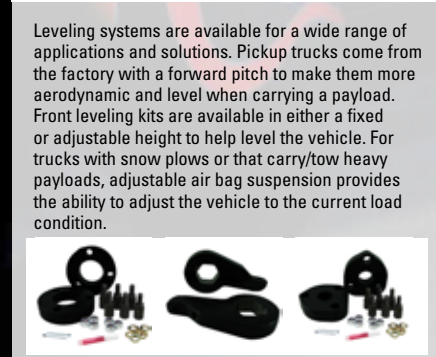 Leveling systems are available for a wide range of
applications and solutions. Pickup trucks come from
the factory with a forward pitch to make them more
aerodynamic and level when carrying a payload.
Front leveling kits are available in either a fixed
or adjustable height to help level the vehicle. For
trucks with snow plows or that carry/tow heavy
payloads, adjustable air bag suspension provides
the ability to adjust the vehicle to the current load
condition.